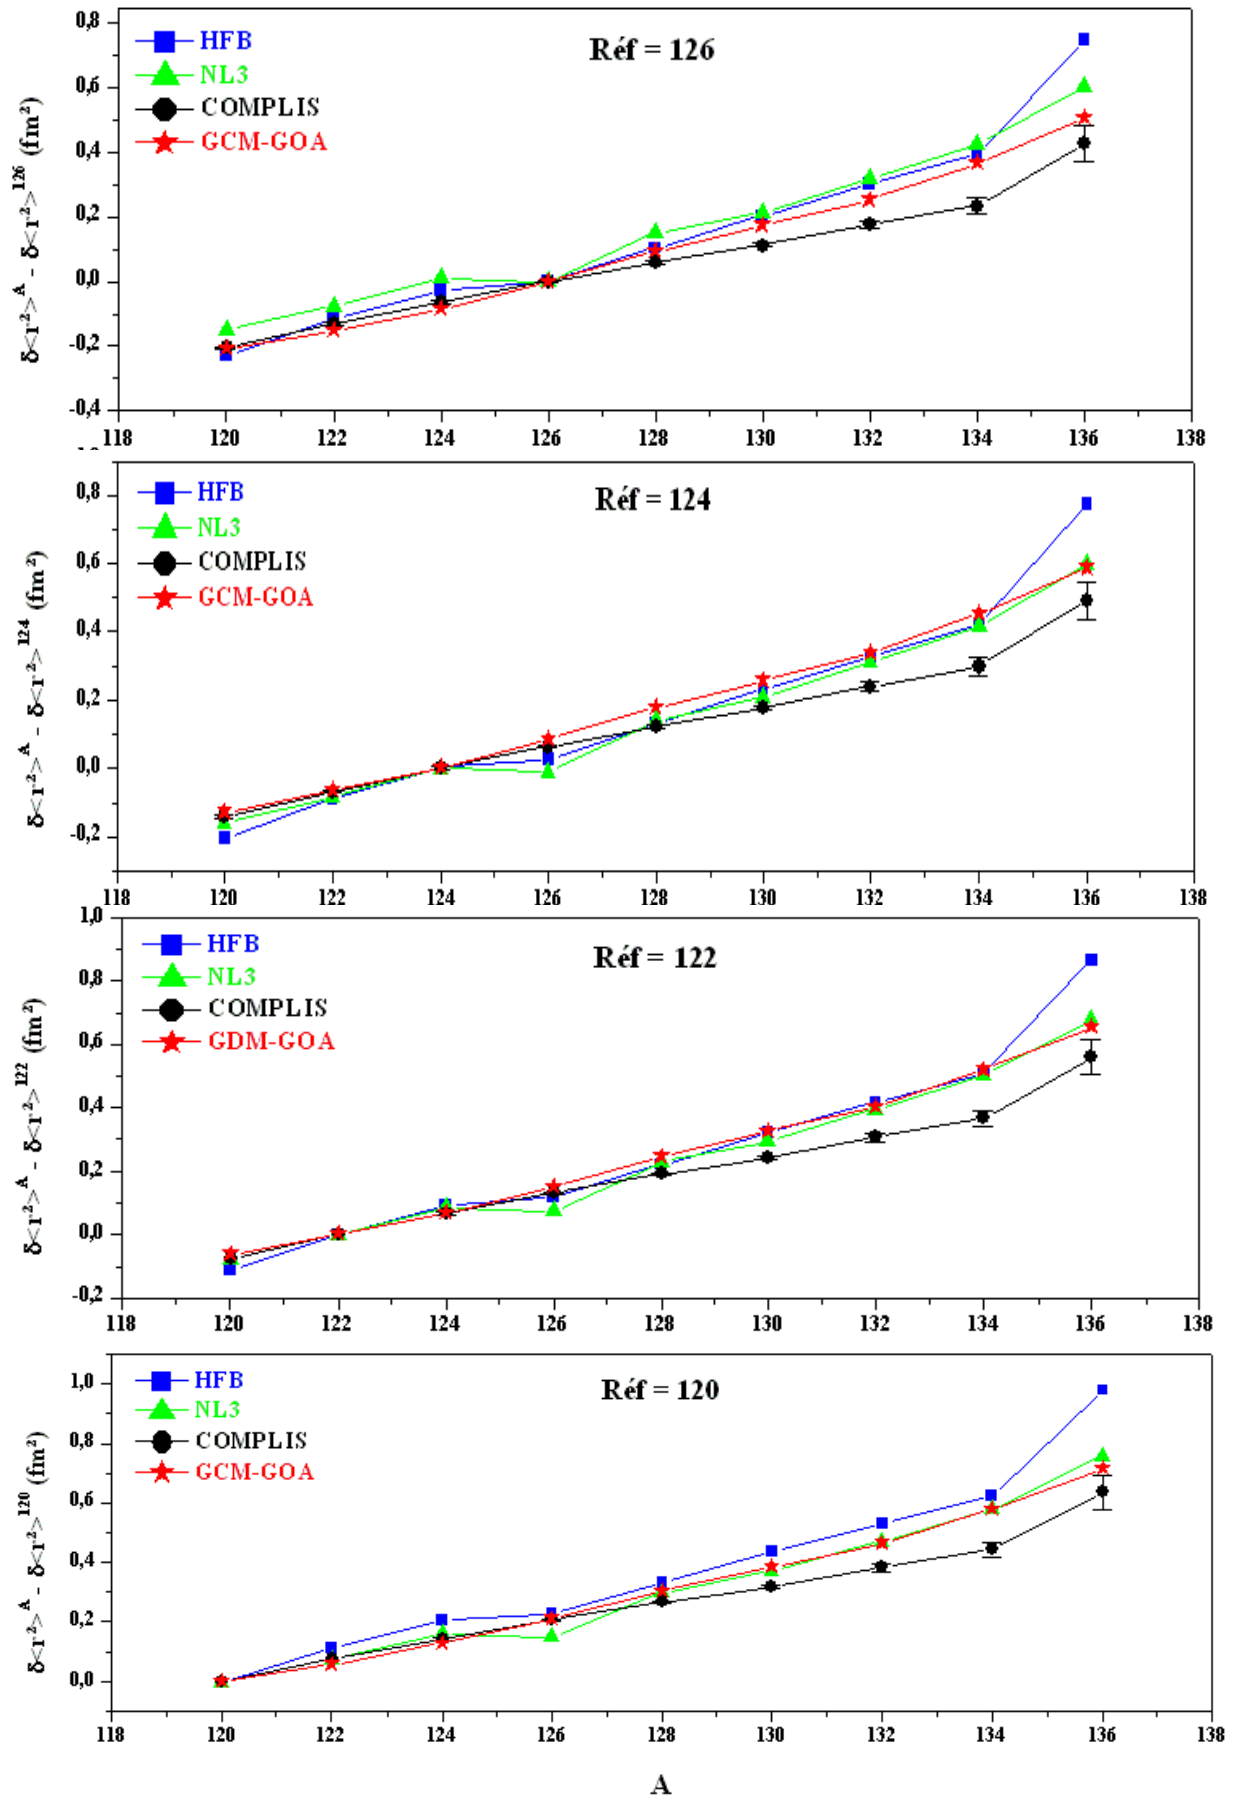 0,8
HFB
Réf = 126
NL3
0,6
COMPLIS
GCM-GOA
0,4
0,2
0,0
-0,2
-0,4
δ<r²>^A - δ<r²>^126 (fm²)
118 120 122 124 126 128 130 132 134 136 138
0,8
HFB
Réf = 124
NL3
0,6
COMPLIS
GCM-GOA
0,4
0,2
0,0
-0,2
δ<r²>^A - δ<r²>^124 (fm²)
118 120 122 124 126 128 130 132 134 136 138
1,0
HFB
Réf = 122
NL3
0,8
COMPLIS
GDM-GOA
0,6
0,4
0,2
0,0
-0,2
δ<r²>^A - δ<r²>^122 (fm²)
118 120 122 124 126 128 130 132 134 136 138
1,0
HFB
Réf = 120
NL3
COMPLIS
0,8
GCM-GOA
0,6
0,4
0,2
0,0
δ<r²>^A - δ<r²>^120 (fm²)
118 120 122 124 126 128 130 132 134 136 138
A